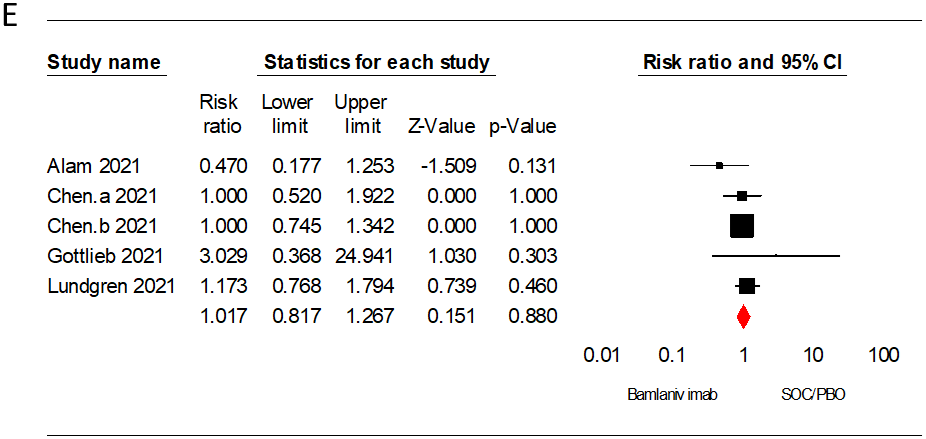 E
Study name Statistics for each study Risk ratio and 95% CI
Risk Lower Upper
ratio limit limit Z-Value p-Value
Alam 2021 0.470 0.177 1.253 -1.509 0.131
Chen.a 2021 1.000 0.520 1.922 0.000 1.000
Chen.b 2021 1.000 0.745 1.342 0.000 1.000
Gottlieb 2021 3.029 0.368 24.941 1.030 0.303
Lundgren 2021 1.173 0.768 1.794 0.739 0.460
1.017 0.817 1.267 0.151 0.880
0.01 0.1 1 10 100
Bamlaniv imab SOC/PBO